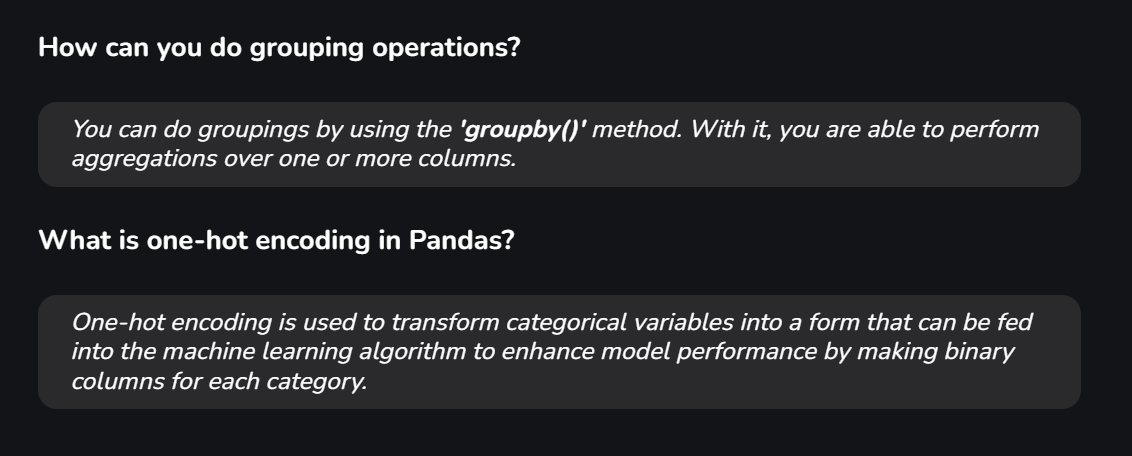 How can you do grouping operations?
You can do groupings by using the 'groupby()' method. With it, you are able to perform
aggregations over one or more columns.
What is one-hot encoding in Pandas?
One-hot encoding is used to transform categorical variables into a form that can be fed
into the machine learning algorithm to enhance model performance by making binary
columns for each category.